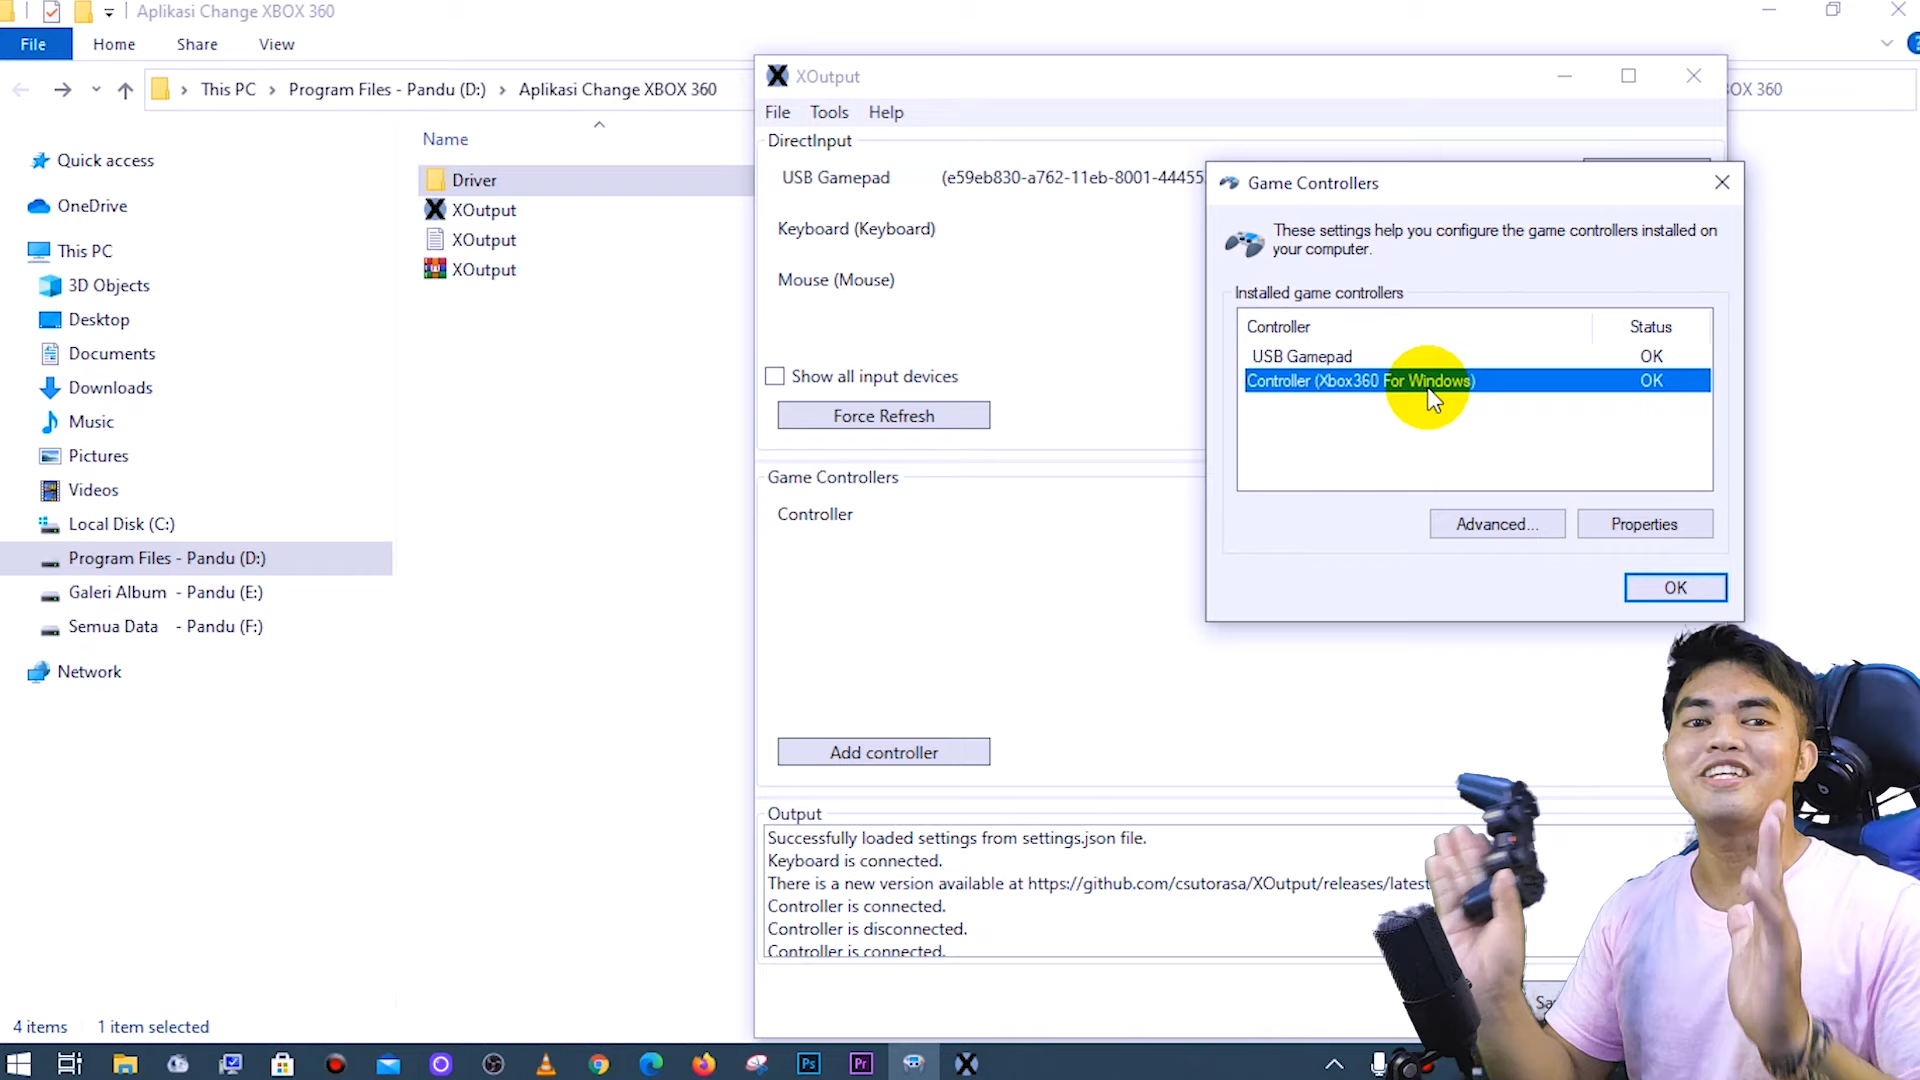 Aplikasi Change XBOX 360
File Home Share View
This PC Program Files - Pandu (D:) Aplikasi Change XBOX 360
OX 360
Quick access
OneDrive
This PC
3D Objects
Desktop
Documents
Downloads
Music
Pictures
Videos
Local Disk (C:)
Program Files - Pandu (D:)
Galeri Album - Pandu (E:)
Semua Data - Pandu (F:)
Network
Name
Driver
XOutput
XOutput
XOutput
4 items 1 item selected
XOutput
File Tools Help
DirectInput
USB Gamepad (e59eb830-a762-11eb-8001-44455
Keyboard (Keyboard)
Mouse (Mouse)
Show all input devices
Force Refresh
Game Controllers
Controller
Add controller
Output
Successfully loaded settings from settings.json file.
Keyboard is connected.
There is a new version available at https://github.com/csutorasa/XOutput/releases/latest
Controller is connected.
Controller is disconnected.
Controller is connected.
Game Controllers
These settings help you configure the game controllers installed on
your computer.
Installed game controllers
Controller Status
USB Gamepad OK
Controller (Xbox360 For Windows) OK
Advanced... Properties
OK
Ps Pr